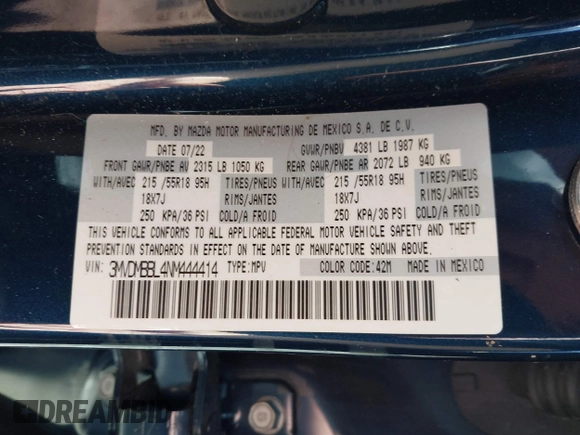 MFD. BY MAZDA MOTOR MANUFACTURING DE MEXICO S.A. DE C.V.
DATE 07/22 GVWR/PNBV 4381 LB 1987 KG
FRONT GAWR/PNBE AV 2315 LB 1050 KG REAR GAWR/PNBE AR 2072 LB 940 KG
WITH/AVEC 215 /55R18 95H TIRES/PNEUS WITH/AVEC 215 /55R18 95H TIRES/PNEUS
18X7J RIMS/JANTES 18X7J RIMS/JANTES
250 KPA/36 PSI COLD/A FROID 250 KPA/36 PSI COLD/A FROID
THIS VEHICLE CONFORMS TO ALL APPLICABLE FEDERAL MOTOR VEHICLE SAFETY AND THEFT
PREVENTION STANDARDS IN EFFECT ON THE DATE OF MANUFACTURE SHOWN ABOVE.
VIN: 3MVDMBBL4NM444414 TYPE:MPV COLOR CODE:42M MADE IN MEXICO
DREAMBID